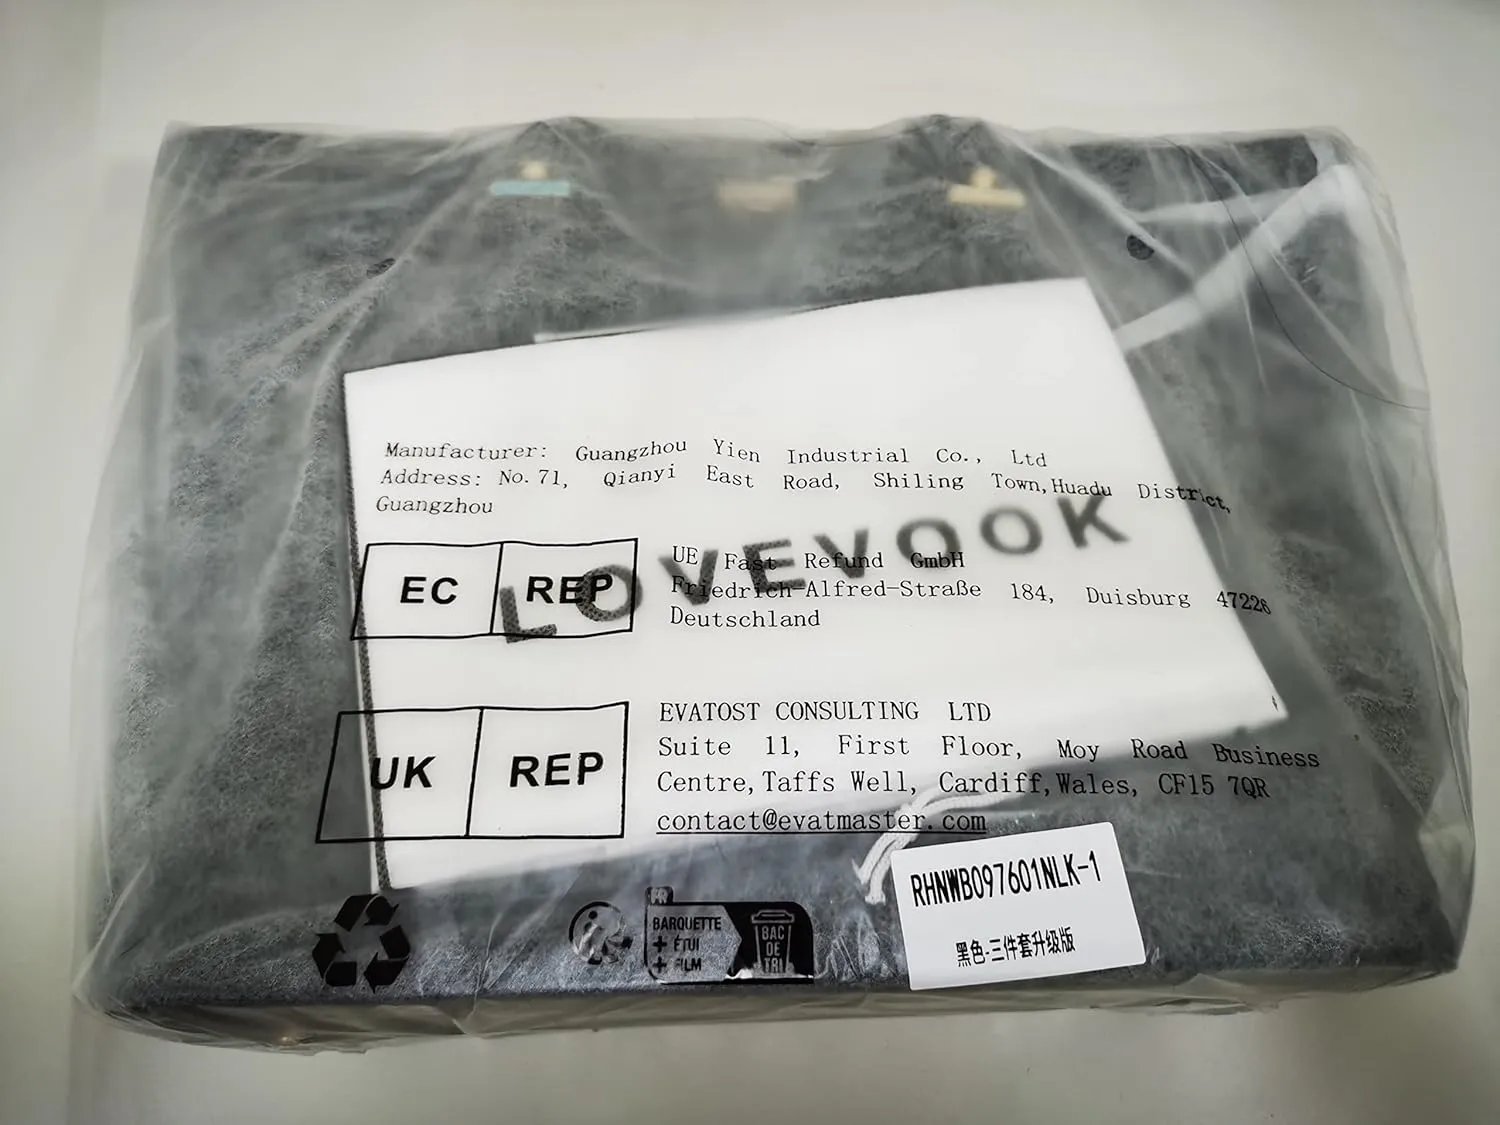 Manufacturer: Guangzhou Yien Industrial Co., Ltd
Address: No. 71, Qianyi East Road, Shiling Town, Huadu District,
Guangzhou
LOVEVOOK
EC REP
UE Fast Refund GmbH
Friedrich-Alfred-Straße 184, Duisburg 47226
Deutschland
UK REP
EVATOST CONSULTING LTD
Suite 11, First Floor, Moy Road Business
Centre, Taffs Well, Cardiff, Wales, CF15 7QR
contact@evatmaster.com
FR
BARQUETTE
+ ÉTUI
+ FILM
BAC
DE
TRI
RHNWB097601NLK-1
黑色-三件套升级版